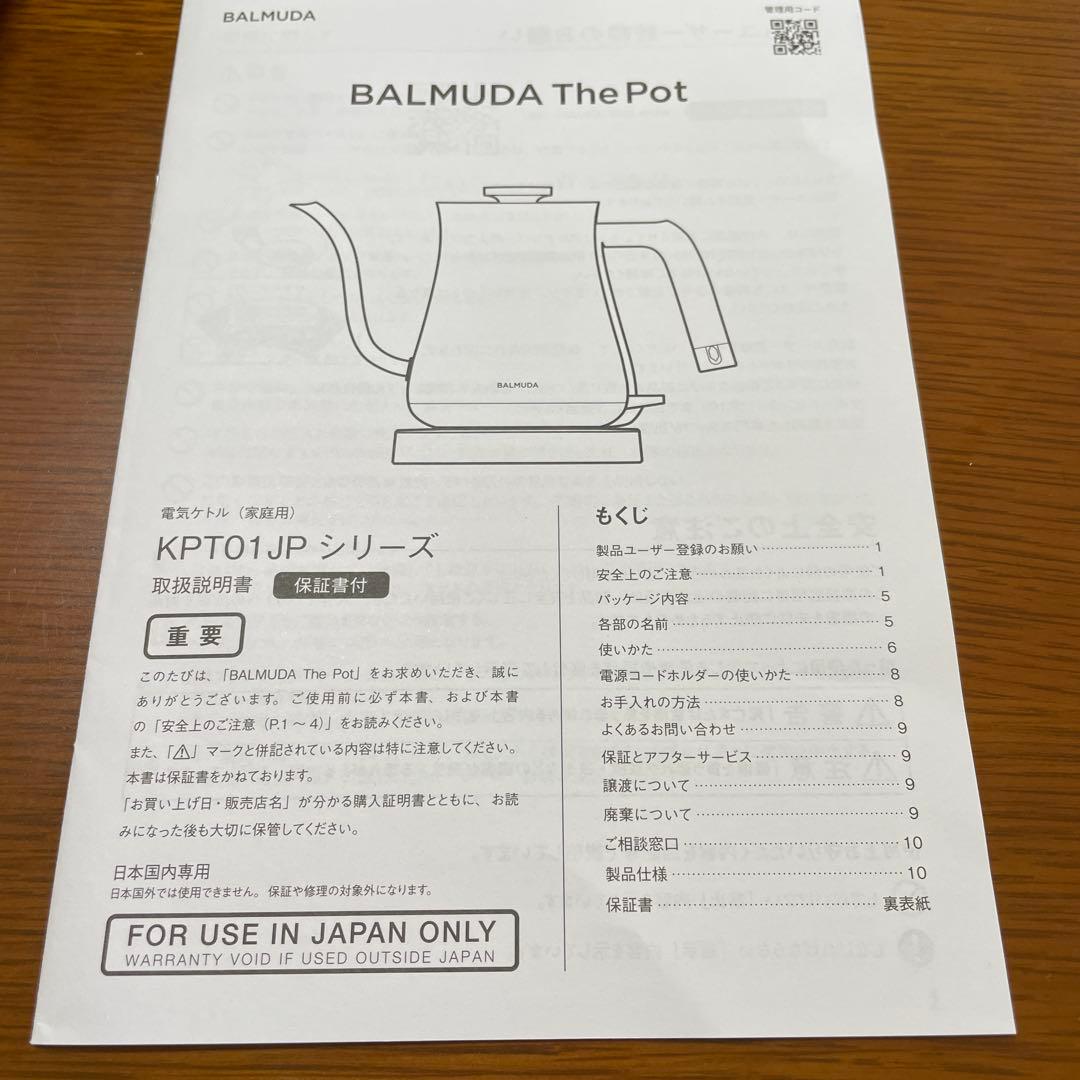 BALMUDA
管理用コード
BALMUDA The Pot
BALMUDA
電気ケトル（家庭用）
KPT01JP シリーズ
取扱説明書 保証書付
重要
このたびは、「BALMUDA The Pot」をお求めいただき、誠に
ありがとうございます。ご使用前に必ず本書、および本書
の「安全上のご注意（P.1～4）」をお読みください。
また、「⚠」マークと併記されている内容は特に注意してください。
本書は保証書をかねております。
「お買い上げ日・販売店名」が分かる購入証明書とともに、お読
みになった後も大切に保管してください。
日本国内専用
日本国外では使用できません。保証や修理の対象外になります。
FOR USE IN JAPAN ONLY
WARRANTY VOID IF USED OUTSIDE JAPAN
もくじ
製品ユーザー登録のお願い 1
安全上のご注意 1
パッケージ内容 5
各部の名前 5
使いかた 6
電源コードホルダーの使いかた 8
お手入れの方法 8
よくあるお問い合わせ 9
保証とアフターサービス 9
譲渡について 9
廃棄について 9
ご相談窓口 10
製品仕様 10
保証書 裏表紙